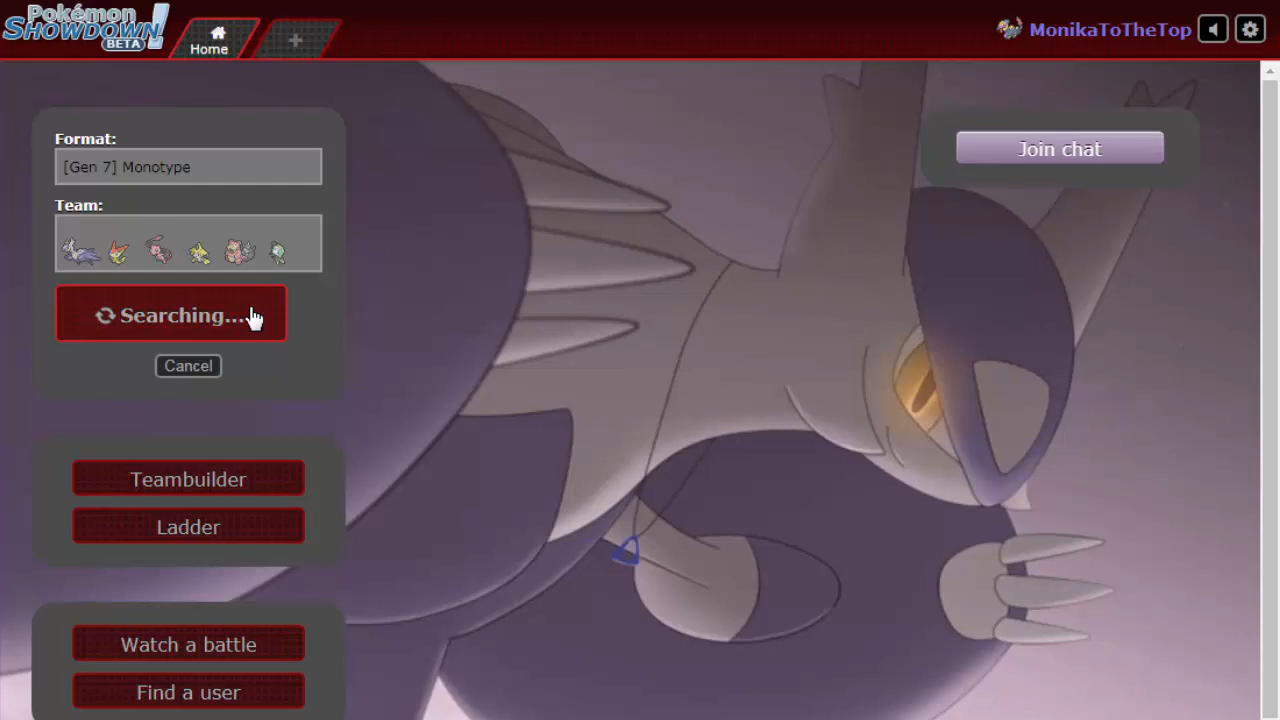 Pokémon
SHOWDOWN!
BETA
Home
+
MonikaToTheTop
Format:
[Gen 7] Monotype
Team:
Searching...
Cancel
Teambuilder
Ladder
Watch a battle
Find a user
Join chat